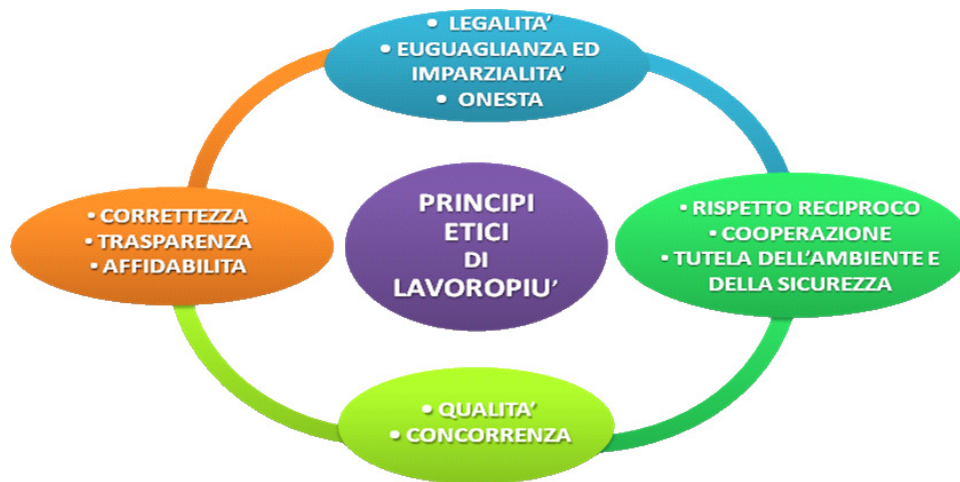 • LEGALITA’
• EUGUAGLIANZA ED
IMPARZIALITA’
• ONESTA
• CORRETTEZZA
• TRASPARENZA
• AFFIDABILITA
PRINCIPI
ETICI
DI
LAVOROPIU’
• RISPETTO RECIPROCO
• COOPERAZIONE
• TUTELA DELL’AMBIENTE E
DELLA SICUREZZA
• QUALITA’
• CONCORRENZA